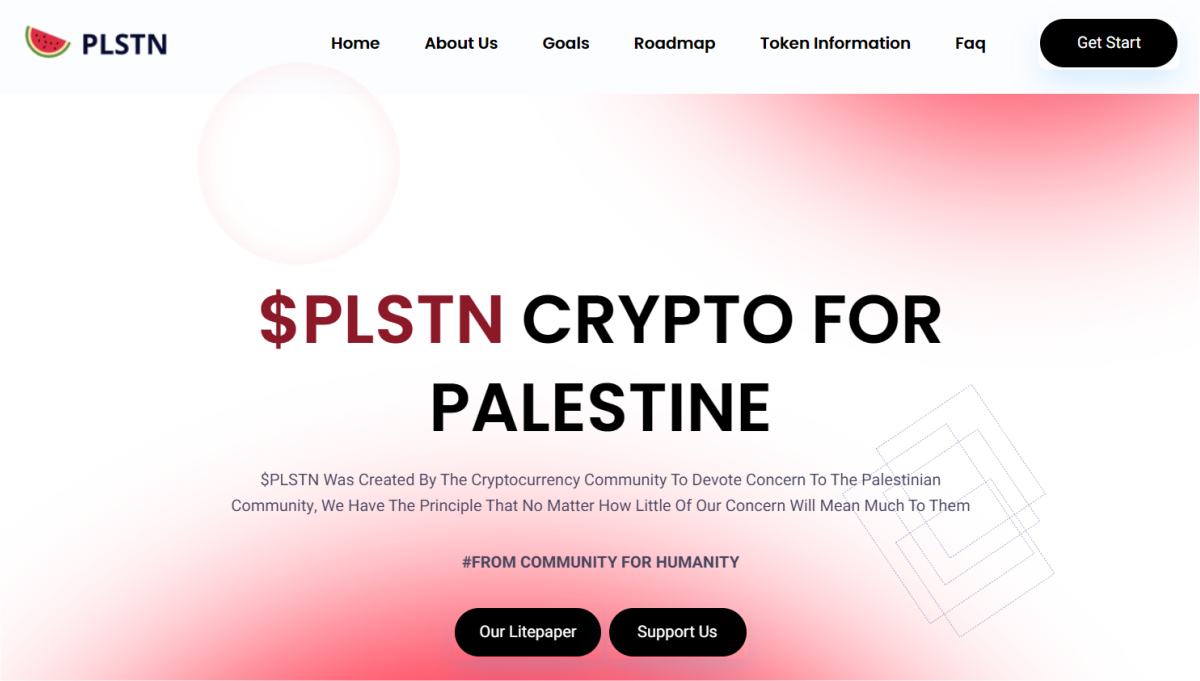 PLSTN
Home
About Us
Goals
Roadmap
Token Information
Faq
Get Start
$PLSTN CRYPTO FOR
PALESTINE
$PLSTN Was Created By The Cryptocurrency Community To Devote Concern To The Palestinian
Community, We Have The Principle That No Matter How Little Of Our Concern Will Mean Much To Them
#FROM COMMUNITY FOR HUMANITY
Our Litepaper
Support Us